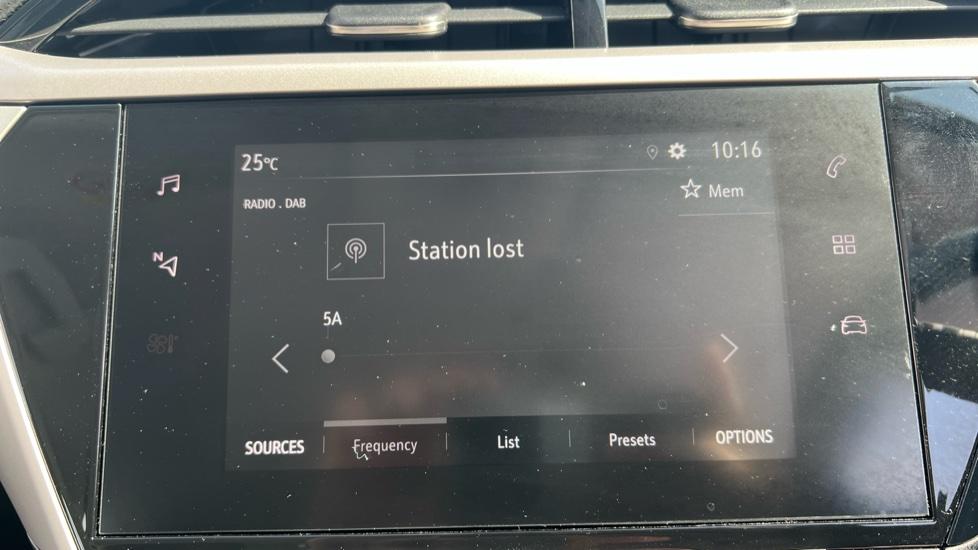 25°C 10:16
Mem
RADIO . DAB
Station lost
N
5A
SOURCES Frequency List Presets OPTIONS